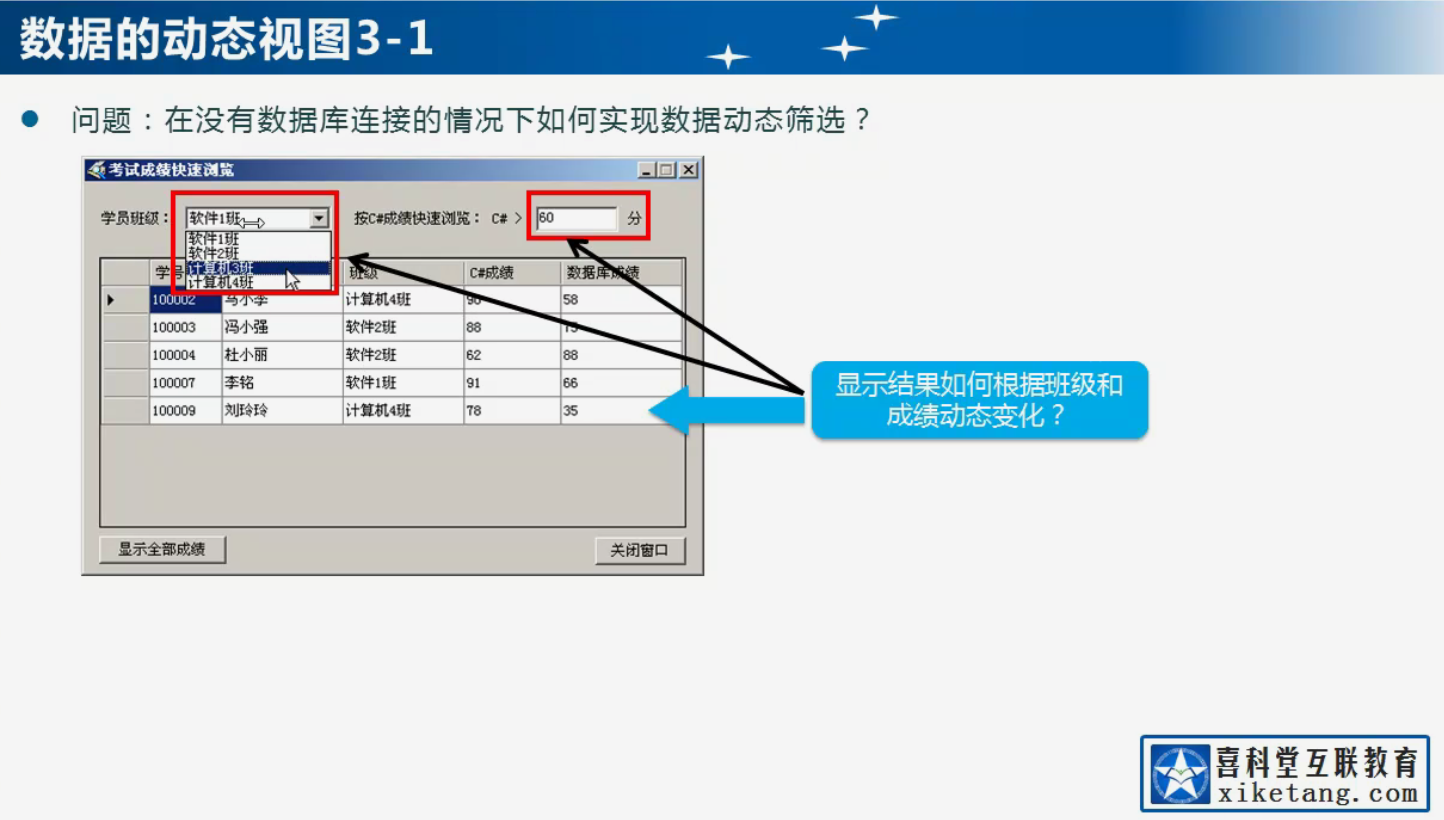 数据的动态视图3-1
问题：在没有数据库连接的情况下如何实现数据动态筛选？
考试成绩快速浏览
学员班级： 软件1班 按C#成绩快速浏览： C# > 60 分
软件1班
软件2班
计算机3班
计算机4班
学号 班级 C#成绩 数据库成绩
100002 马小李 计算机4班 58
100003 冯小强 软件2班 88
100004 杜小丽 软件2班 62 88
100007 李铭 软件1班 91 66
100009 刘玲玲 计算机4班 78 35
显示结果如何根据班级和
成绩动态变化？
显示全部成绩 关闭窗口
喜科堂互联教育
xiketang.com